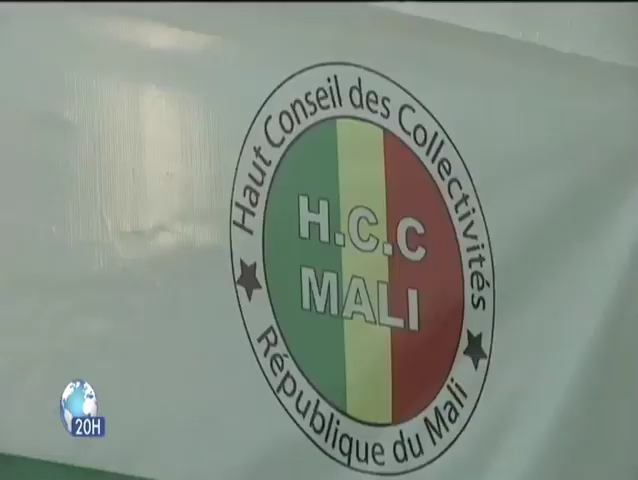 Haut Conseil des Collectivités
H.C.C
MALI
République du Mali
20H